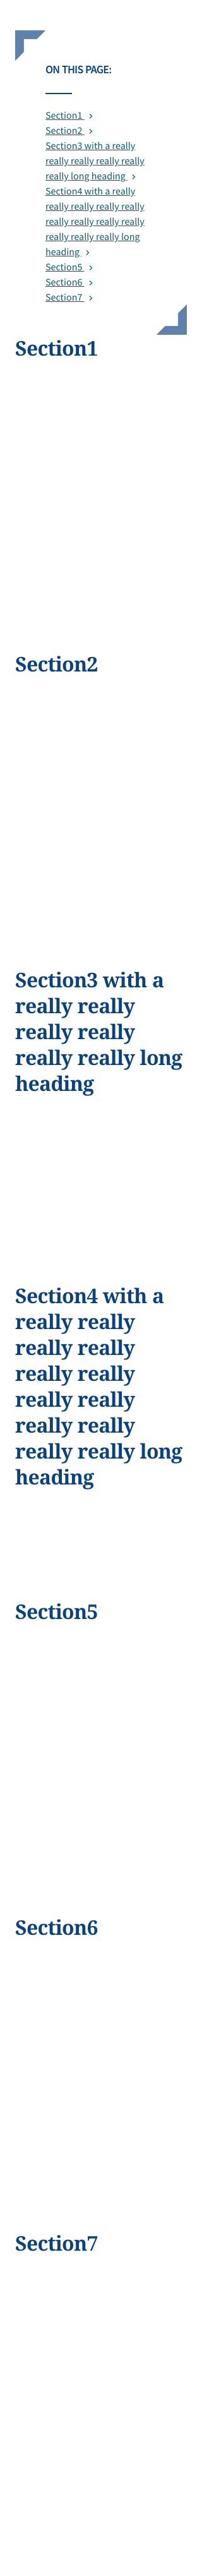 ON THIS PAGE:
Section1 ›
Section2 ›
Section3 with a really
really really really really
really long heading ›
Section4 with a really
really really really really
really really really really
really really really long
heading ›
Section5 ›
Section6 ›
Section7 ›
Section1
Section2
Section3 with a
really really
really really
really really long
heading
Section4 with a
really really
really really
really really
really really
really really
really really long
heading
Section5
Section6
Section7